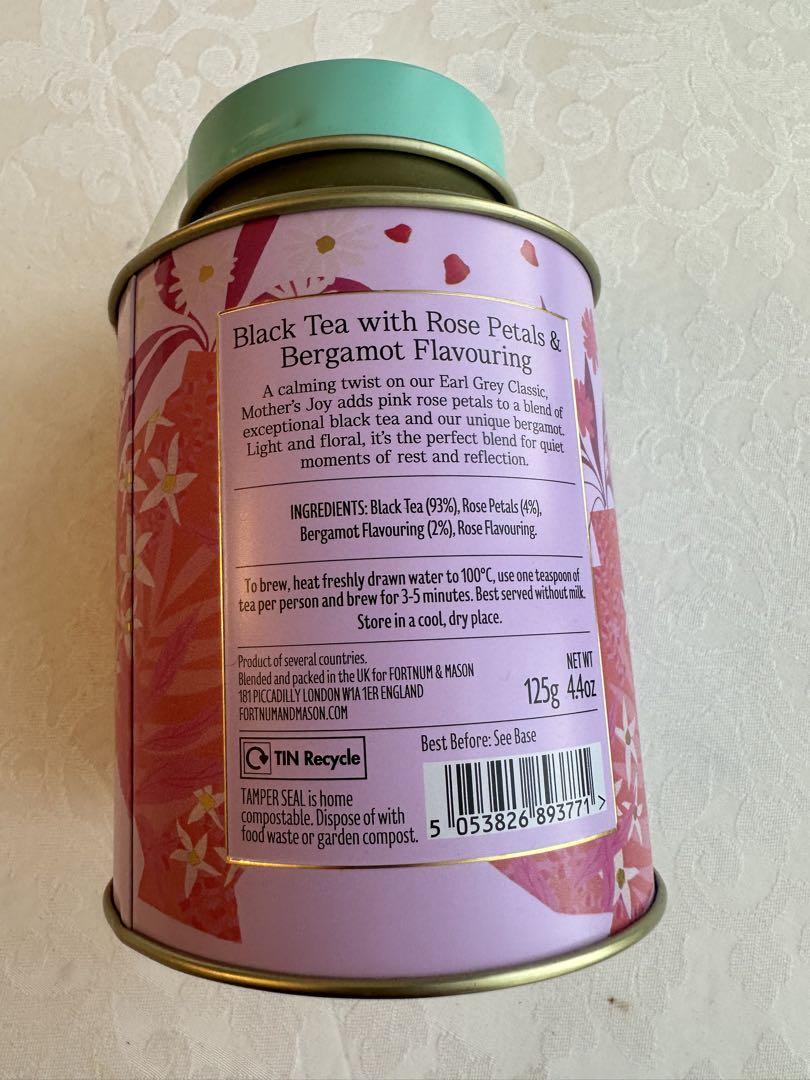 Black Tea with Rose Petals &
Bergamot Flavouring
A calming twist on our Earl Grey Classic,
Mother's Joy adds pink rose petals to a blend of
exceptional black tea and our unique bergamot.
Light and floral, it's the perfect blend for quiet
moments of rest and reflection.
INGREDIENTS: Black Tea (93%), Rose Petals (4%),
Bergamot Flavouring (2%), Rose Flavouring.
To brew, heat freshly drawn water to 100°C, use one teaspoon of
tea per person and brew for 3-5 minutes. Best served without milk.
Store in a cool, dry place.
Product of several countries.
Blended and packed in the UK for FORTNUM & MASON
181 PICCADILLY LONDON W1A 1ER ENGLAND
FORTNUMANDMASON.COM
NET WT
125g 4.4oz
TIN Recycle
TAMPER SEAL is home
compostable. Dispose of with
food waste or garden compost.
Best Before: See Base
5 053826 893771 >